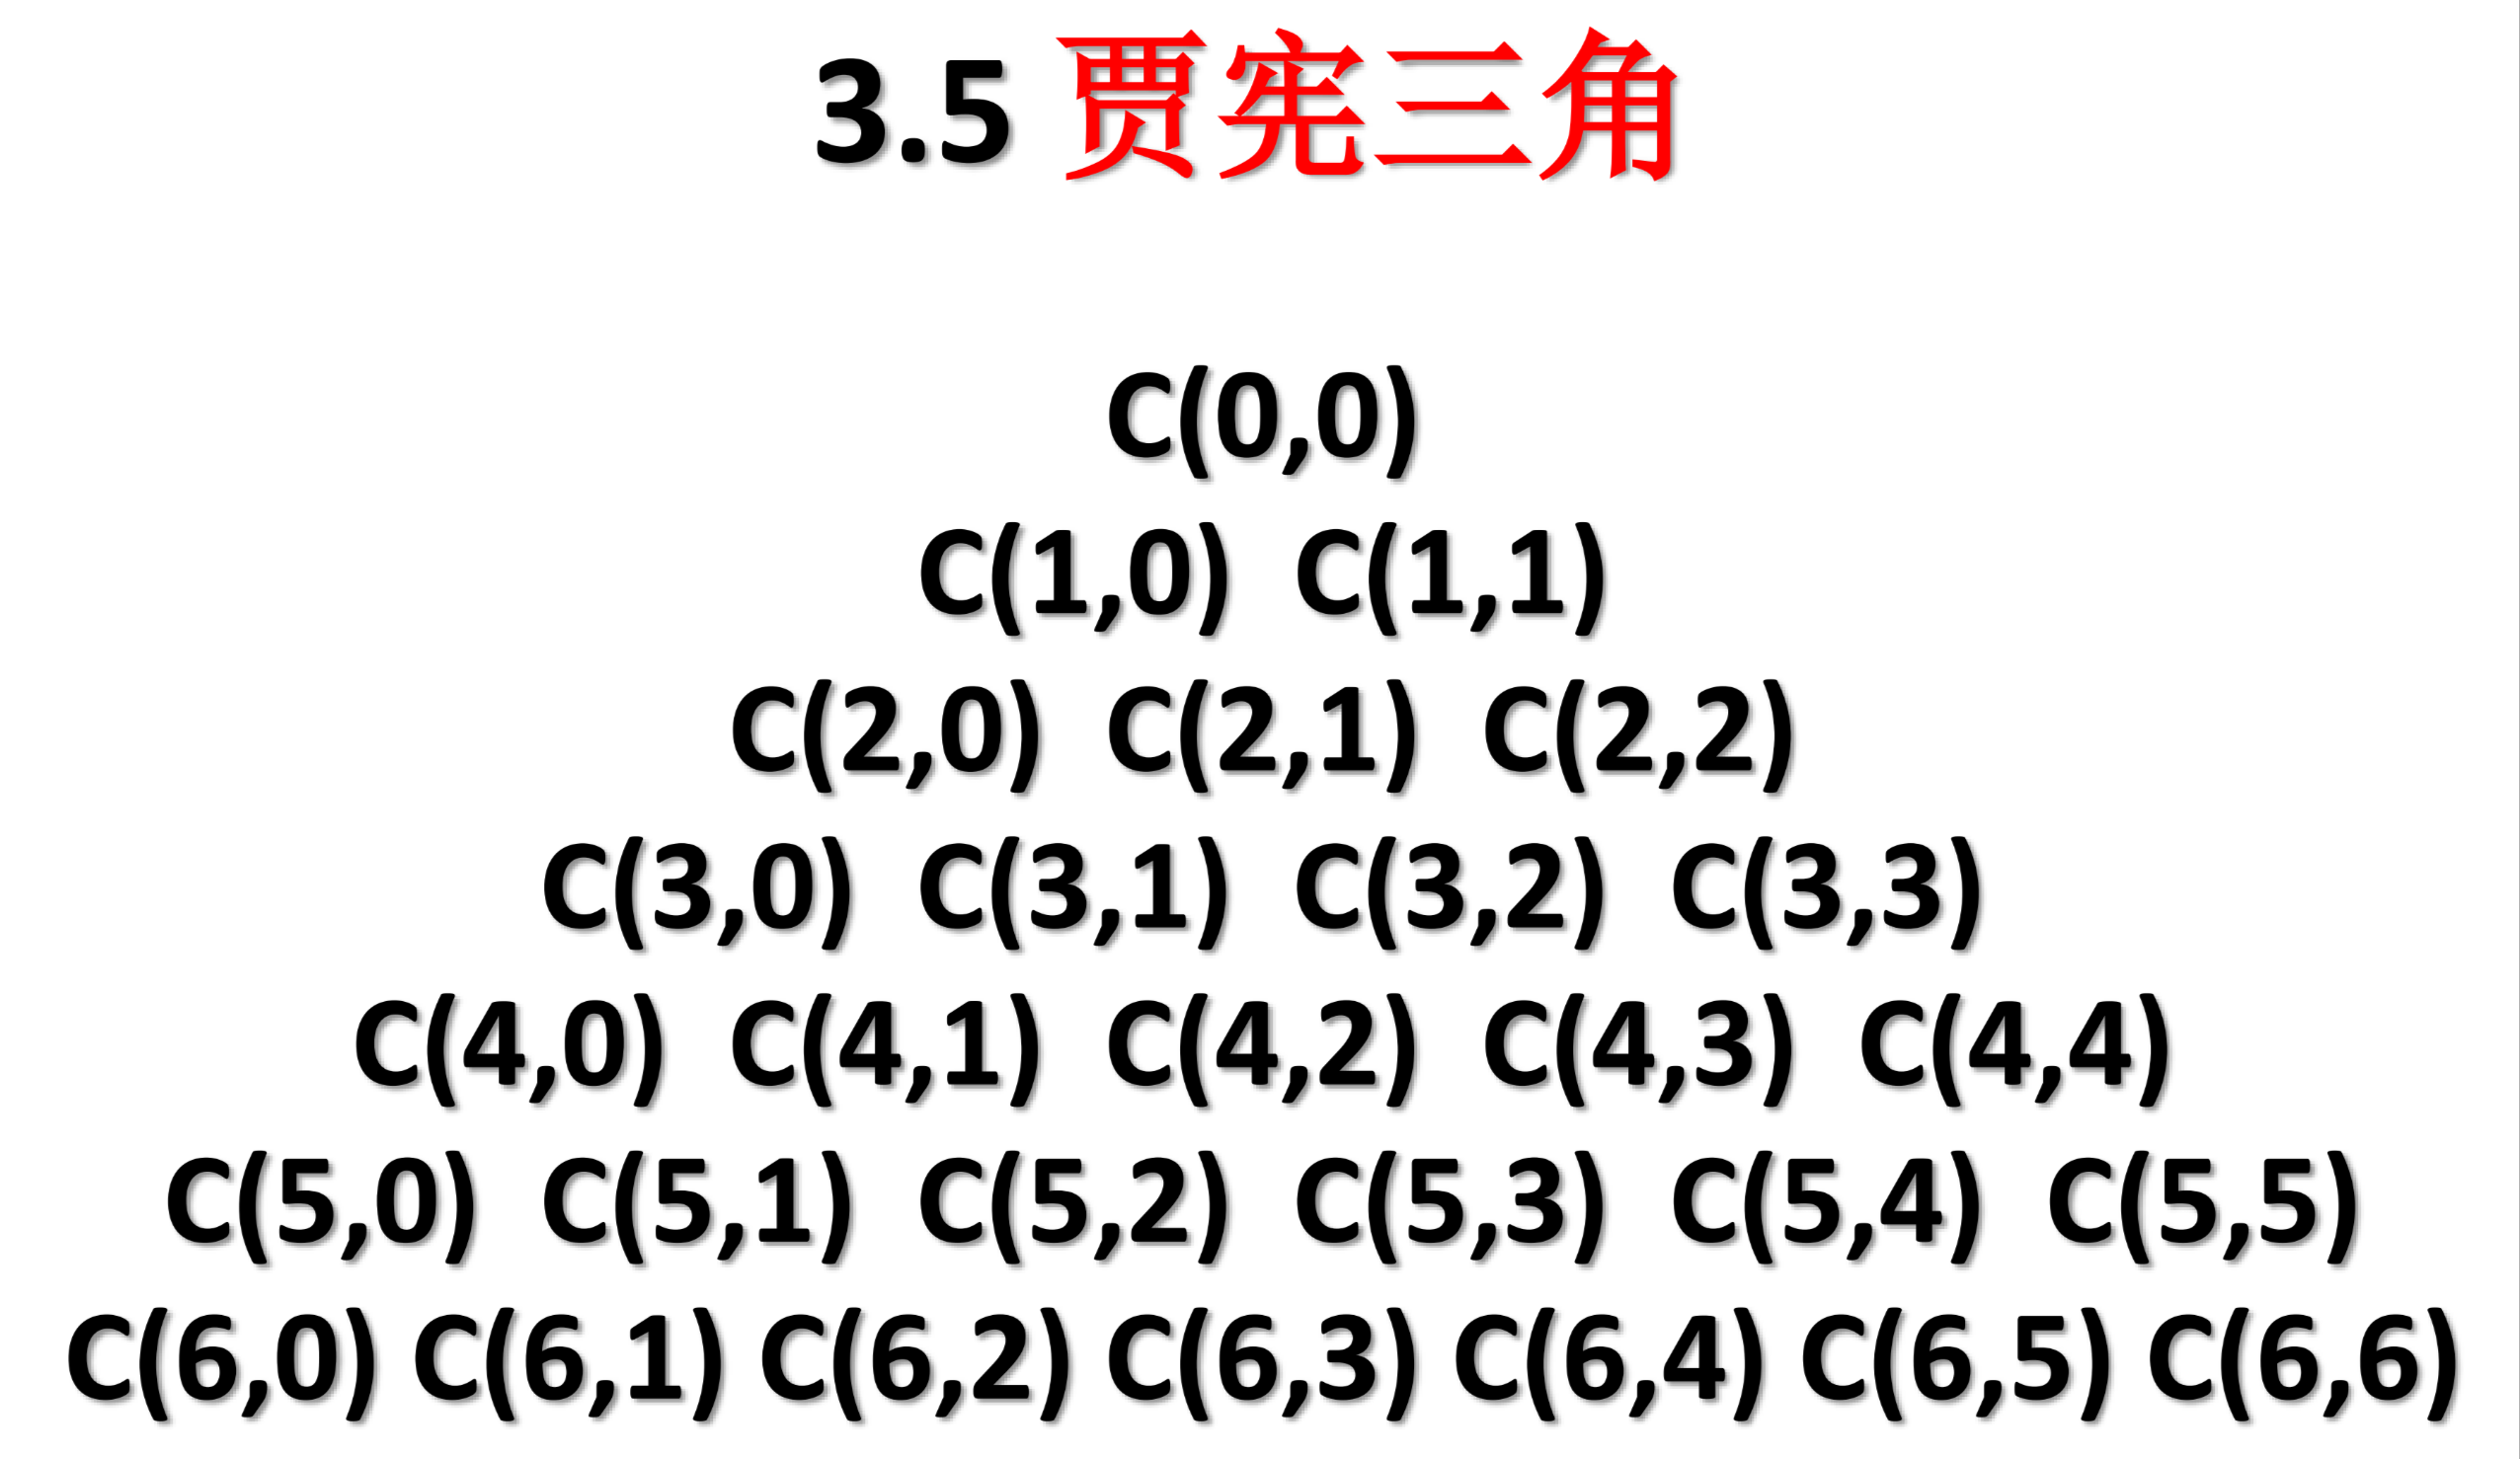 3.5 贾宪三角
C(0,0)
C(1,0) C(1,1)
C(2,0) C(2,1) C(2,2)
C(3,0) C(3,1) C(3,2) C(3,3)
C(4,0) C(4,1) C(4,2) C(4,3) C(4,4)
C(5,0) C(5,1) C(5,2) C(5,3) C(5,4) C(5,5)
C(6,0) C(6,1) C(6,2) C(6,3) C(6,4) C(6,5) C(6,6)